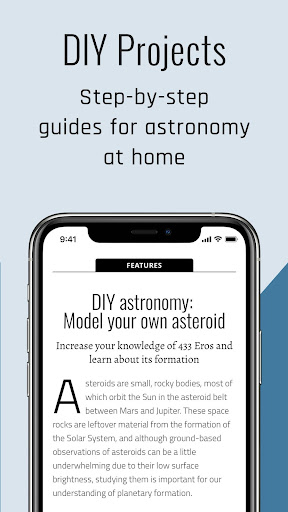 DIY Projects
Step-by-step
guides for astronomy
at home
9:41
FEATURES
DIY astronomy:
Model your own asteroid
Increase your knowledge of 433 Eros and
learn about its formation
Asteroids are small, rocky bodies, most of
which orbit the Sun in the asteroid belt
between Mars and Jupiter. These space
rocks are leftover material from the formation of
the Solar System, and although ground-based
observations of asteroids can be a little
underwhelming due to their low surface
brightness, studying them is important for
our understanding of planetary formation.